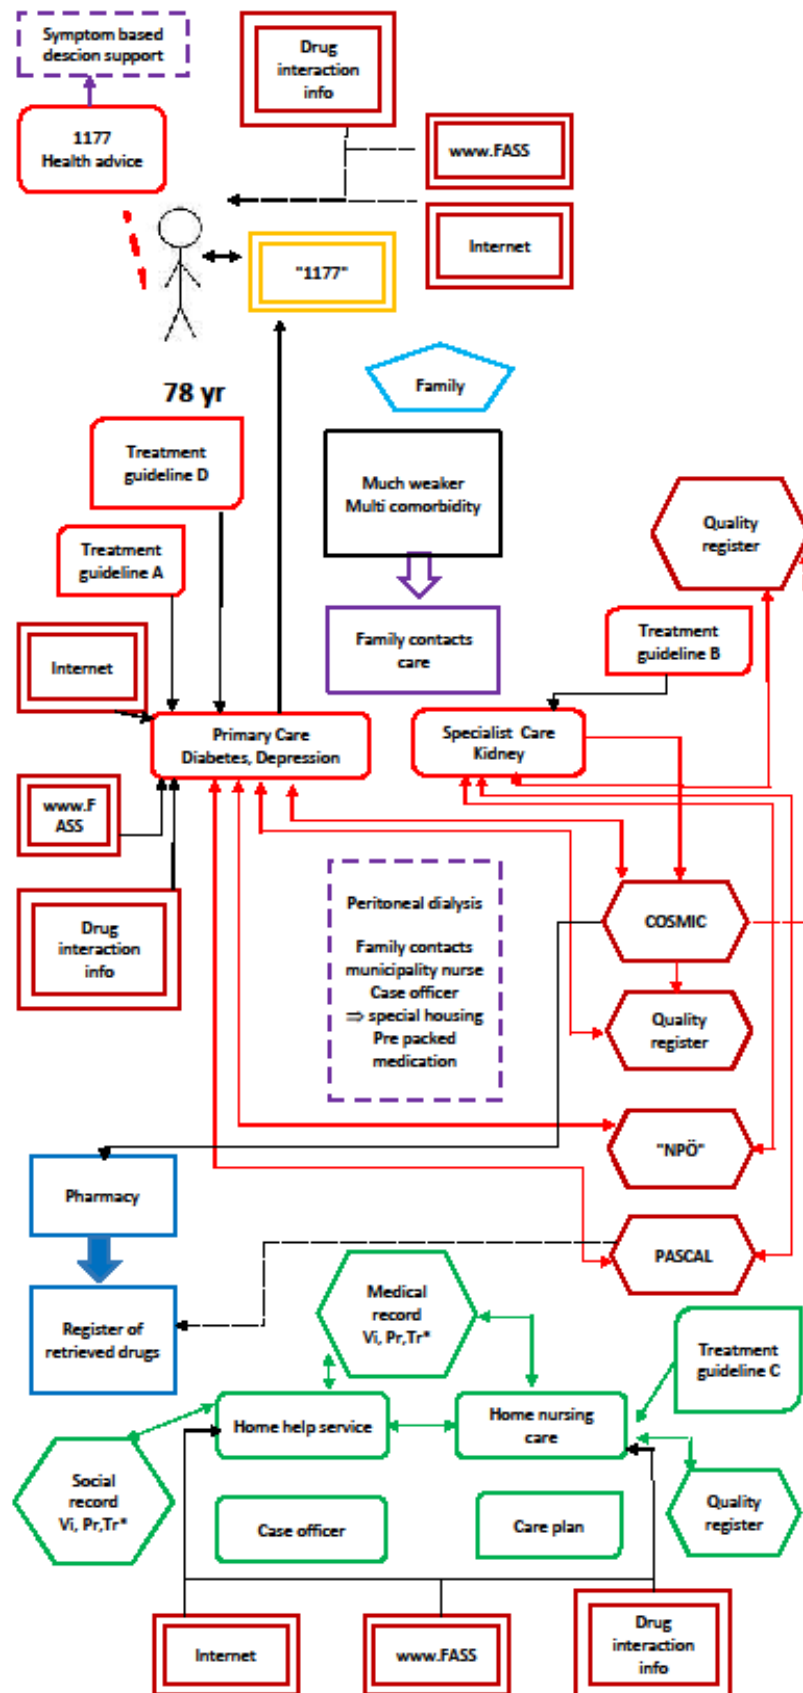 Symptom based
descion support
1177
Health advice
Drug
interaction
info
www.FASS
Internet
"1177"
78 yr
Family
Treatment
guideline D
Much weaker
Multi comorbidity
Quality
register
Treatment
guideline A
Family contacts
care
Treatment
guideline B
Internet
Primary Care
Diabetes, Depression
Specialist Care
Kidney
www.F
ASS
Drug
interaction
info
Peritoneal dialysis
Family contacts
municipality nurse
Case officer
⇒ special housing
Pre packed
medication
COSMIC
Quality
register
"NPÖ"
Pharmacy
PASCAL
Register of
retrieved drugs
Medical
record
Vi, Pr,Tr*
Treatment
guideline C
Home help service
Home nursing
care
Social
record
Vi, Pr,Tr*
Case officer
Care plan
Quality
register
Internet
www.FASS
Drug
interaction
info